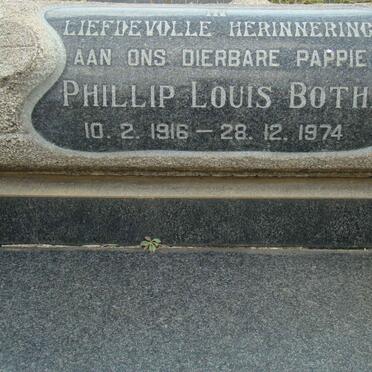 LIEFDEVOLLE HERINNERING
AAN ONS DIERBARE PAPPIE
PHILLIP LOUIS BOTH
10. 2. 1916 – 28. 12. 1974